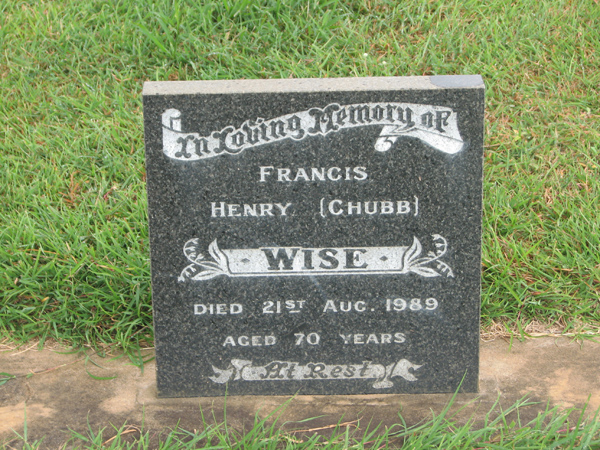 In Loving Memory of
FRANCIS
HENRY (CHUBB)
· WISE ·
DIED 21ST AUG. 1989
AGED 70 YEARS
At Rest